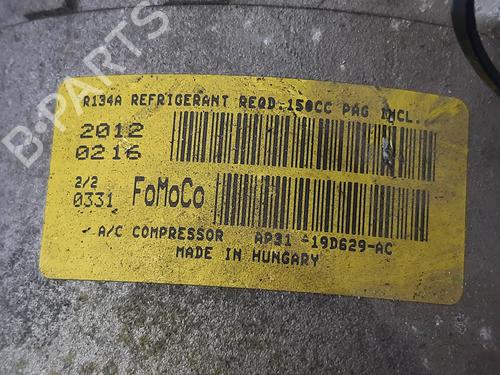 R134A REFRIGERANT REQD.150CC PAG INCL..
2012
0216
2/2
0331 FoMoCo
A/C COMPRESSOR AP31 -19D629-AC
MADE IN HUNGARY
B-PARTS